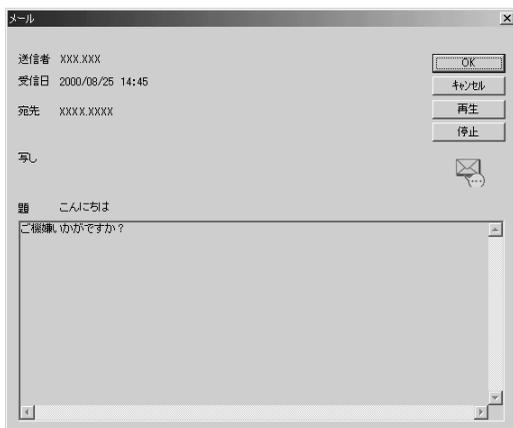 メール
送信者 XXX.XXX
受信日 2000/08/25 14:45
宛先 XXXX.XXXX
写し
題 こんにちは
ご機嫌いかがですか？
OK
キャンセル
再生
停止